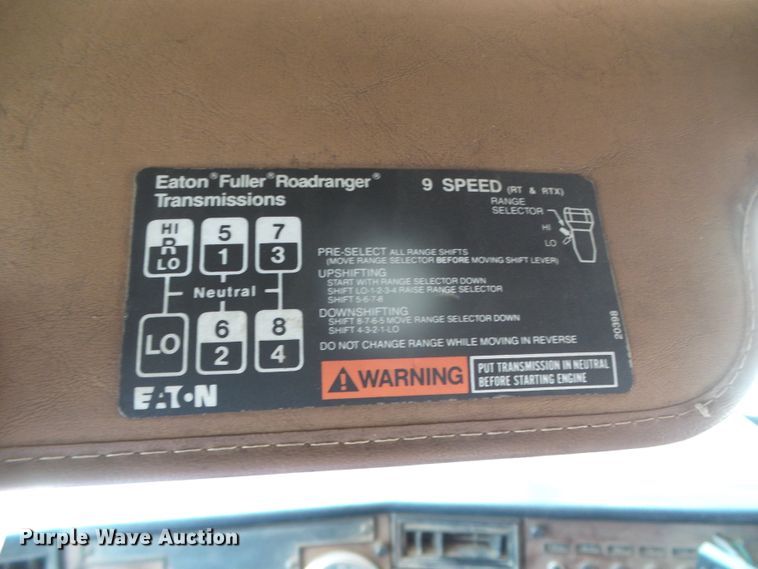 Eaton® Fuller® Roadranger®
Transmissions
9 SPEED (RT & RTX)
RANGE
SELECTOR
HI
LO
HI
R
LO
5
1
7
3
Neutral
LO
6
2
8
4
PRE-SELECT ALL RANGE SHIFTS
(MOVE RANGE SELECTOR BEFORE MOVING SHIFT LEVER)
UPSHIFTING
START WITH RANGE SELECTOR DOWN
SHIFT LO-1-2-3-4 RAISE RANGE SELECTOR
SHIFT 5-6-7-8
DOWNSHIFTING
SHIFT 8-7-6-5 MOVE RANGE SELECTOR DOWN
SHIFT 4-3-2-1-LO
DO NOT CHANGE RANGE WHILE MOVING IN REVERSE
20398
EATON
WARNING
PUT TRANSMISSION IN NEUTRAL
BEFORE STARTING ENGINE
Purple Wave Auction
Purple Wave Auction